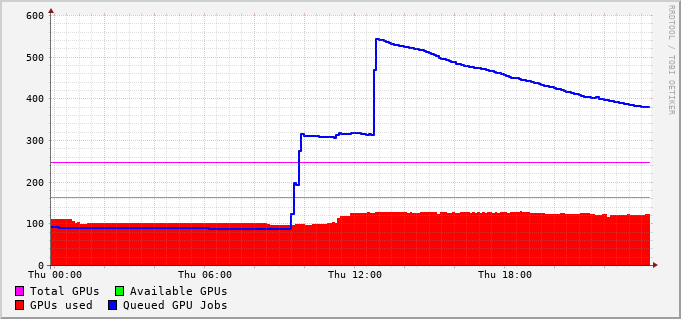 600
500
400
300
200
100
0
Thu 00:00 Thu 06:00 Thu 12:00 Thu 18:00
Total GPUs Available GPUs
GPUs used Queued GPU Jobs
RRDTOOL / TOBI OETIKER